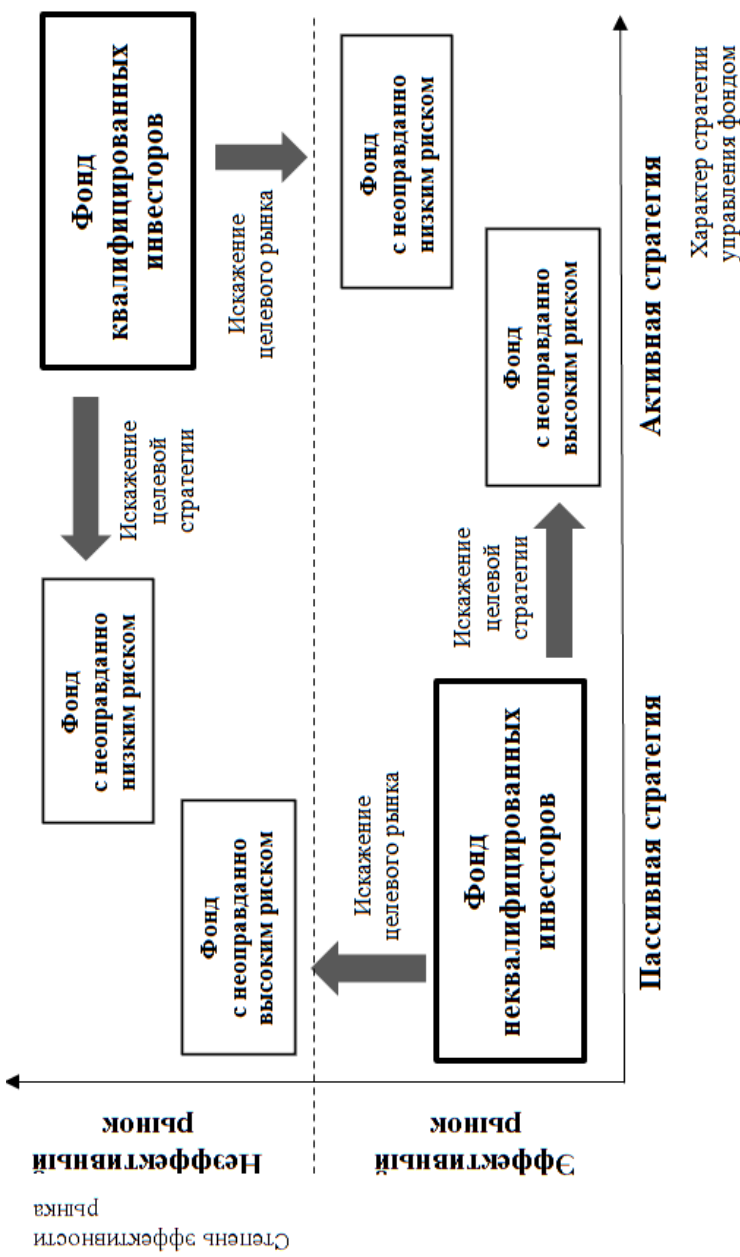 Степень эффективности
рынка
Неэффективный
рынок
Эффективный
рынок
Фонд
с неоправданно
низким риском
Искажение
целевой
стратегии
Фонд
квалифицированных
инвесторов
Фонд
с неоправданно
высоким риском
Искажение
целевого рынка
Искажение
целевого рынка
Фонд
с неоправданно
низким риском
Фонд
неквалифицированных
инвесторов
Искажение
целевой
стратегии
Фонд
с неоправданно
высоким риском
Пассивная стратегия
Активная стратегия
Характер стратегии
управления фондом